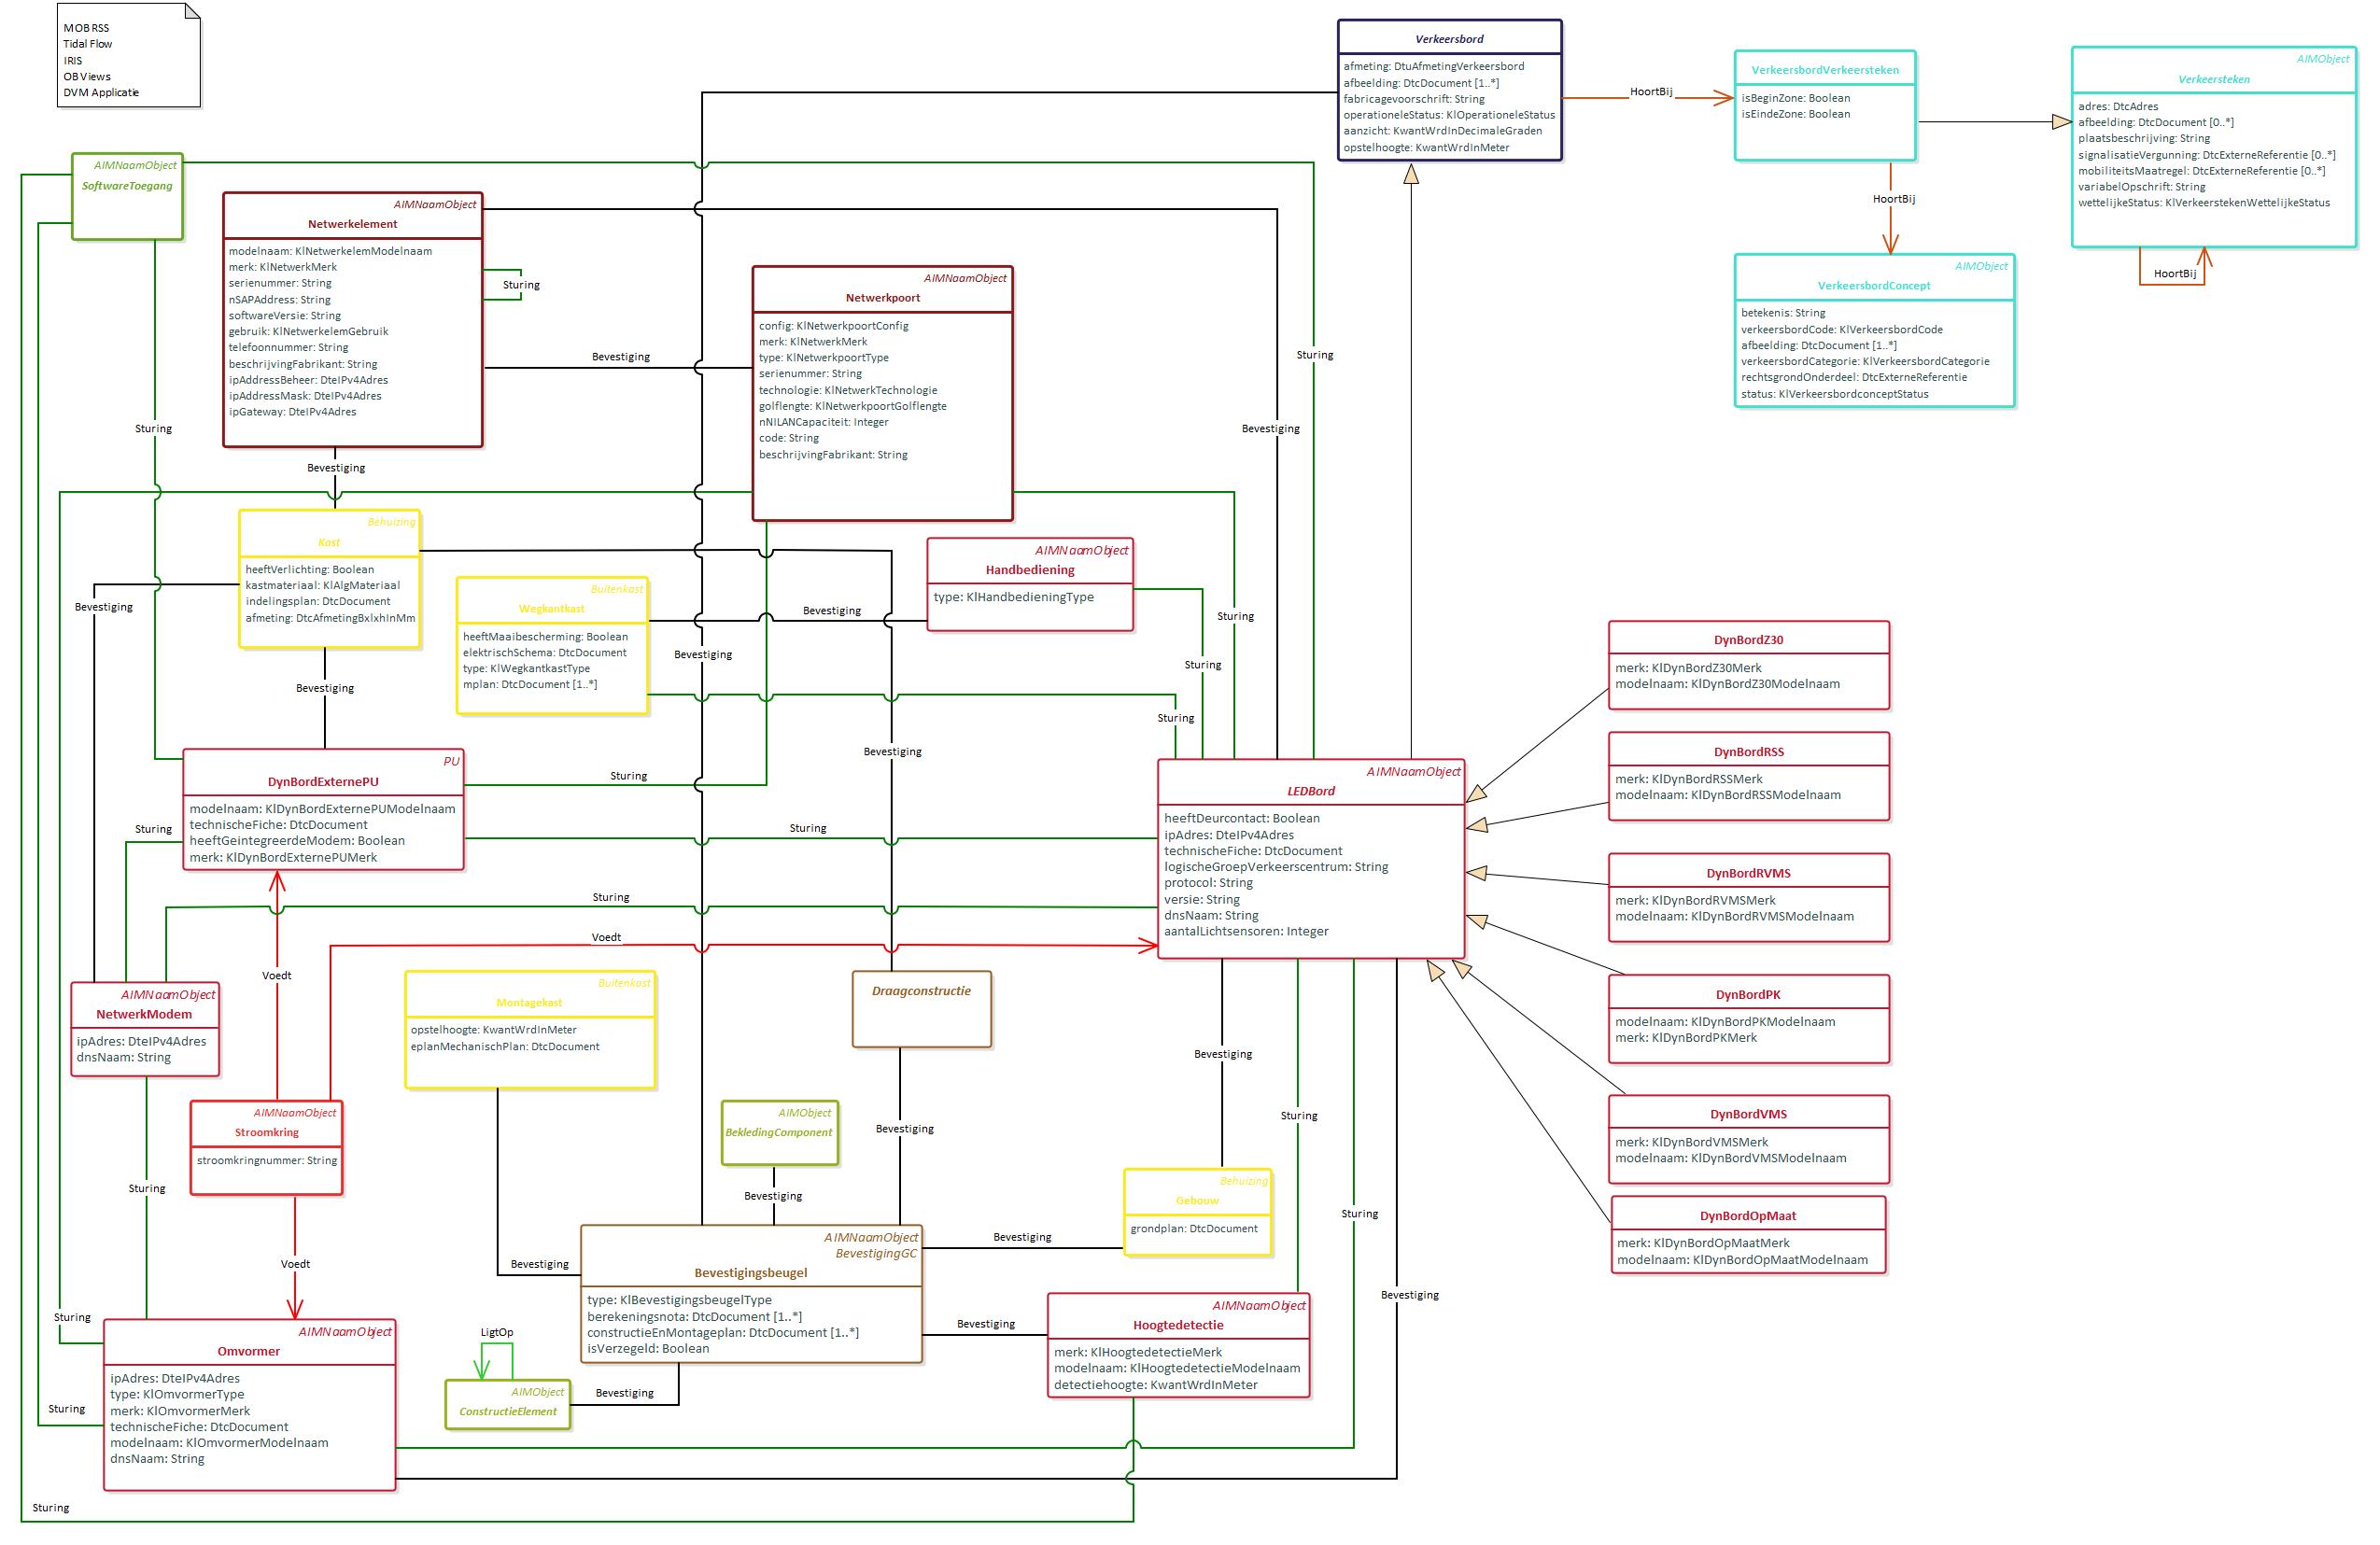 MOB RSS
Tidal Flow
IRIS
OB Views
DVM Applicatie
Verkeersbord
afmeting: DtuAfmetingVerkeersbord
afbeelding: DtcDocument [1..*]
fabricagevoorschrift: String
operationeleStatus: KlOperationeleStatus
aanzicht: KwantWrdInDecimaleGraden
opstelhoogte: KwantWrdInMeter
HoortBij
VerkeersbordVerkeersteken
isBeginZone: Boolean
isEindeZone: Boolean
AIMObject
Verkeersteken
adres: DtcAdres
afbeelding: DtcDocument [0..*]
plaatsbeschrijving: String
signalisatieVergunning: DtcExterneReferentie [0..*]
mobiliteitsMaatregel: DtcExterneReferentie [0..*]
variabelOpschrift: String
wettelijkeStatus: KlVerkeerstekenWettelijkeStatus
HoortBij
HoortBij
AIMObject
VerkeersbordConcept
betekenis: String
verkeersbordCode: KlVerkeersbordCode
afbeelding: DtcDocument [1..*]
verkeersbordCategorie: KlVerkeersbordCategorie
rechtsgrondOnderdeel: DtcExterneReferentie
status: KlVerkeersbordconceptStatus
AIMNaamObject
SoftwareToegang
AIMNaamObject
Netwerkelement
modelnaam: KlNetwerkelemModelnaam
merk: KlNetwerkMerk
serienummer: String
nSAPAddress: String
softwareVersie: String
gebruik: KlNetwerkelemGebruik
telefoonnummer: String
beschrijvingFabrikant: String
ipAddressBeheer: DteIPv4Adres
ipAddressMask: DteIPv4Adres
ipGateway: DteIPv4Adres
Sturing
AIMNaamObject
Netwerkpoort
config: KlNetwerkpoortConfig
merk: KlNetwerkMerk
type: KlNetwerkpoortType
serienummer: String
technologie: KlNetwerkTechnologie
golflengte: KlNetwerkpoortGolflengte
nNILANCapaciteit: Integer
code: String
beschrijvingFabrikant: String
Bevestiging
Sturing
Bevestiging
Sturing
Bevestiging
Behuizing
Kast
heeftVerlichting: Boolean
kastmateriaal: KlAlgMateriaal
indelingsplan: DtcDocument
afmeting: DtcAfmetingBxlxhInMm
Bevestiging
Buitenkast
Wegkantkast
heeftMaaibescherming: Boolean
elektrischSchema: DtcDocument
type: KlWegkantkastType
mplan: DtcDocument [1..*]
Bevestiging
AIMNaamObject
Handbediening
type: KlHandbedieningType
Sturing
Bevestiging
Sturing
Bevestiging
Sturing
Bevestiging
PU
DynBordExternePU
modelnaam: KlDynBordExternePUModelnaam
technischeFiche: DtcDocument
heeftGeintegreerdeModem: Boolean
merk: KlDynBordExternePUMerk
Sturing
Sturing
Sturing
Sturing
Voedt
AIMNaamObject
LEDBord
heeftDeurcontact: Boolean
ipAdres: DteIPv4Adres
technischeFiche: DtcDocument
logischeGroepVerkeerscentrum: String
protocol: String
versie: String
dnsNaam: String
aantalLichtsensoren: Integer
DynBordZ30
merk: KlDynBordZ30Merk
modelnaam: KlDynBordZ30Modelnaam
DynBordRSS
merk: KlDynBordRSSMerk
modelnaam: KlDynBordRSSModelnaam
DynBordRVMS
merk: KlDynBordRVMSMerk
modelnaam: KlDynBordRVMSModelnaam
DynBordPK
modelnaam: KlDynBordPKModelnaam
merk: KlDynBordPKMerk
DynBordVMS
merk: KlDynBordVMSMerk
modelnaam: KlDynBordVMSModelnaam
DynBordOpMaat
merk: KlDynBordOpMaatMerk
modelnaam: KlDynBordOpMaatModelnaam
Voedt
AIMNaamObject
NetwerkModem
ipAdres: DteIPv4Adres
dnsNaam: String
Buitenkast
Montagekast
opstelhoogte: KwantWrdInMeter
eplanMechanischPlan: DtcDocument
Draagconstructie
Bevestiging
AIMNaamObject
Stroomkring
stroomkringnummer: String
AIMObject
BekledingComponent
Bevestiging
Sturing
Sturing
Bevestiging
Behuizing
Gebouw
grondplan: DtcDocument
Sturing
Bevestiging
Voedt
Bevestiging
AIMNaamObject
BevestigingGC
Bevestigingsbeugel
type: KlBevestigingsbeugelType
berekeningsnota: DtcDocument [1..*]
constructieEnMontageplan: DtcDocument [1..*]
isVerzegeld: Boolean
Bevestiging
Bevestiging
AIMNaamObject
Hoogtedetectie
merk: KlHoogtedetectieMerk
modelnaam: KlHoogtedetectieModelnaam
detectiehoogte: KwantWrdInMeter
Sturing
LigtOp
AIMObject
ConstructieElement
Bevestiging
AIMNaamObject
Omvormer
ipAdres: DteIPv4Adres
type: KlOmvormerType
merk: KlOmvormerMerk
technischeFiche: DtcDocument
modelnaam: KlOmvormerModelnaam
dnsNaam: String
Sturing
Sturing